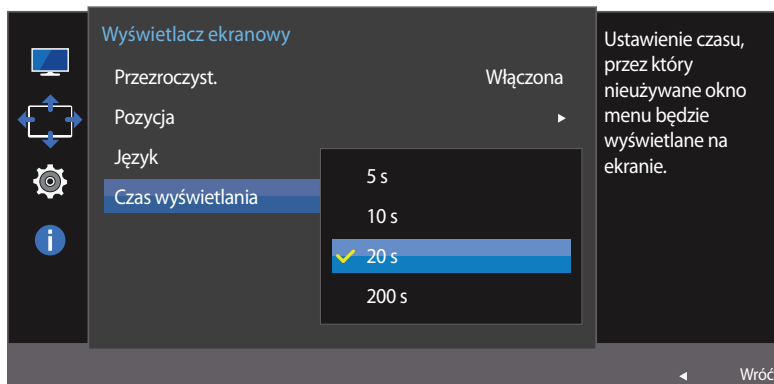 Wyświetlacz ekranowy
Przezroczyst. Włączona
Pozycja
Język
Czas wyświetlania
5 s
10 s
20 s
200 s
Ustawienie czasu,
przez który
nieużywane okno
menu będzie
wyświetlane na
ekranie.
Wróć